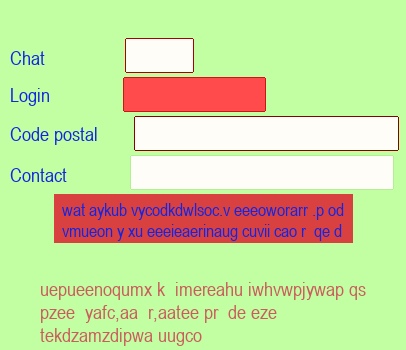 Chat
Login
Code postal
Contact
wat aykub vycodkdwlsoc.v eeeoworarr .p od
vmueon y xu eeeieaerinaug cuvii cao r  qe d
uepueenoqumx k  imereahu iwhvwpjywap qs
pzee  yafc,aa  r,aatee pr  de eze
tekdzamzdipwa uugco